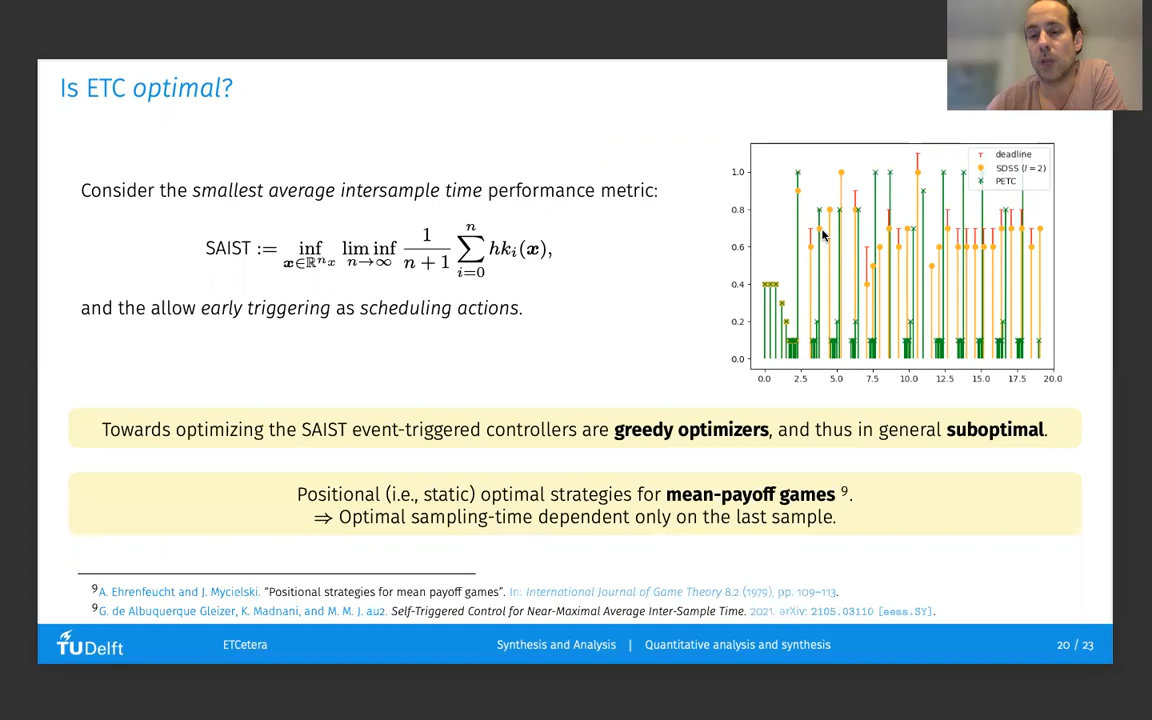 Is ETC optimal?
Consider the smallest average intersample time performance metric:
SAIST := inf x∈ℝⁿˣ lim inf n→∞ 1/(n + 1) ∑ i=0 n hkᵢ(x),
and the allow early triggering as scheduling actions.
deadline
SDSS (l = 2)
PETC
1.0
0.8
0.6
0.4
0.2
0.0
0.0 2.5 5.0 7.5 10.0 12.5 15.0 17.5 20.0
Towards optimizing the SAIST event-triggered controllers are greedy optimizers, and thus in general suboptimal.
Positional (i.e., static) optimal strategies for mean-payoff games ⁹.
⇒ Optimal sampling-time dependent only on the last sample.
⁹A. Ehrenfeucht and J. Mycielski. “Positional strategies for mean payoff games”. In: International Journal of Game Theory 8.2 (1979), pp. 109–113.
⁹G. de Albuquerque Gleizer, K. Madnani, and M. M. J. au2. Self-Triggered Control for Near-Maximal Average Inter-Sample Time. 2021. arXiv: 2105.03110 [eess.SY].
TU Delft
ETCetera
Synthesis and Analysis | Quantitative analysis and synthesis
20 / 23